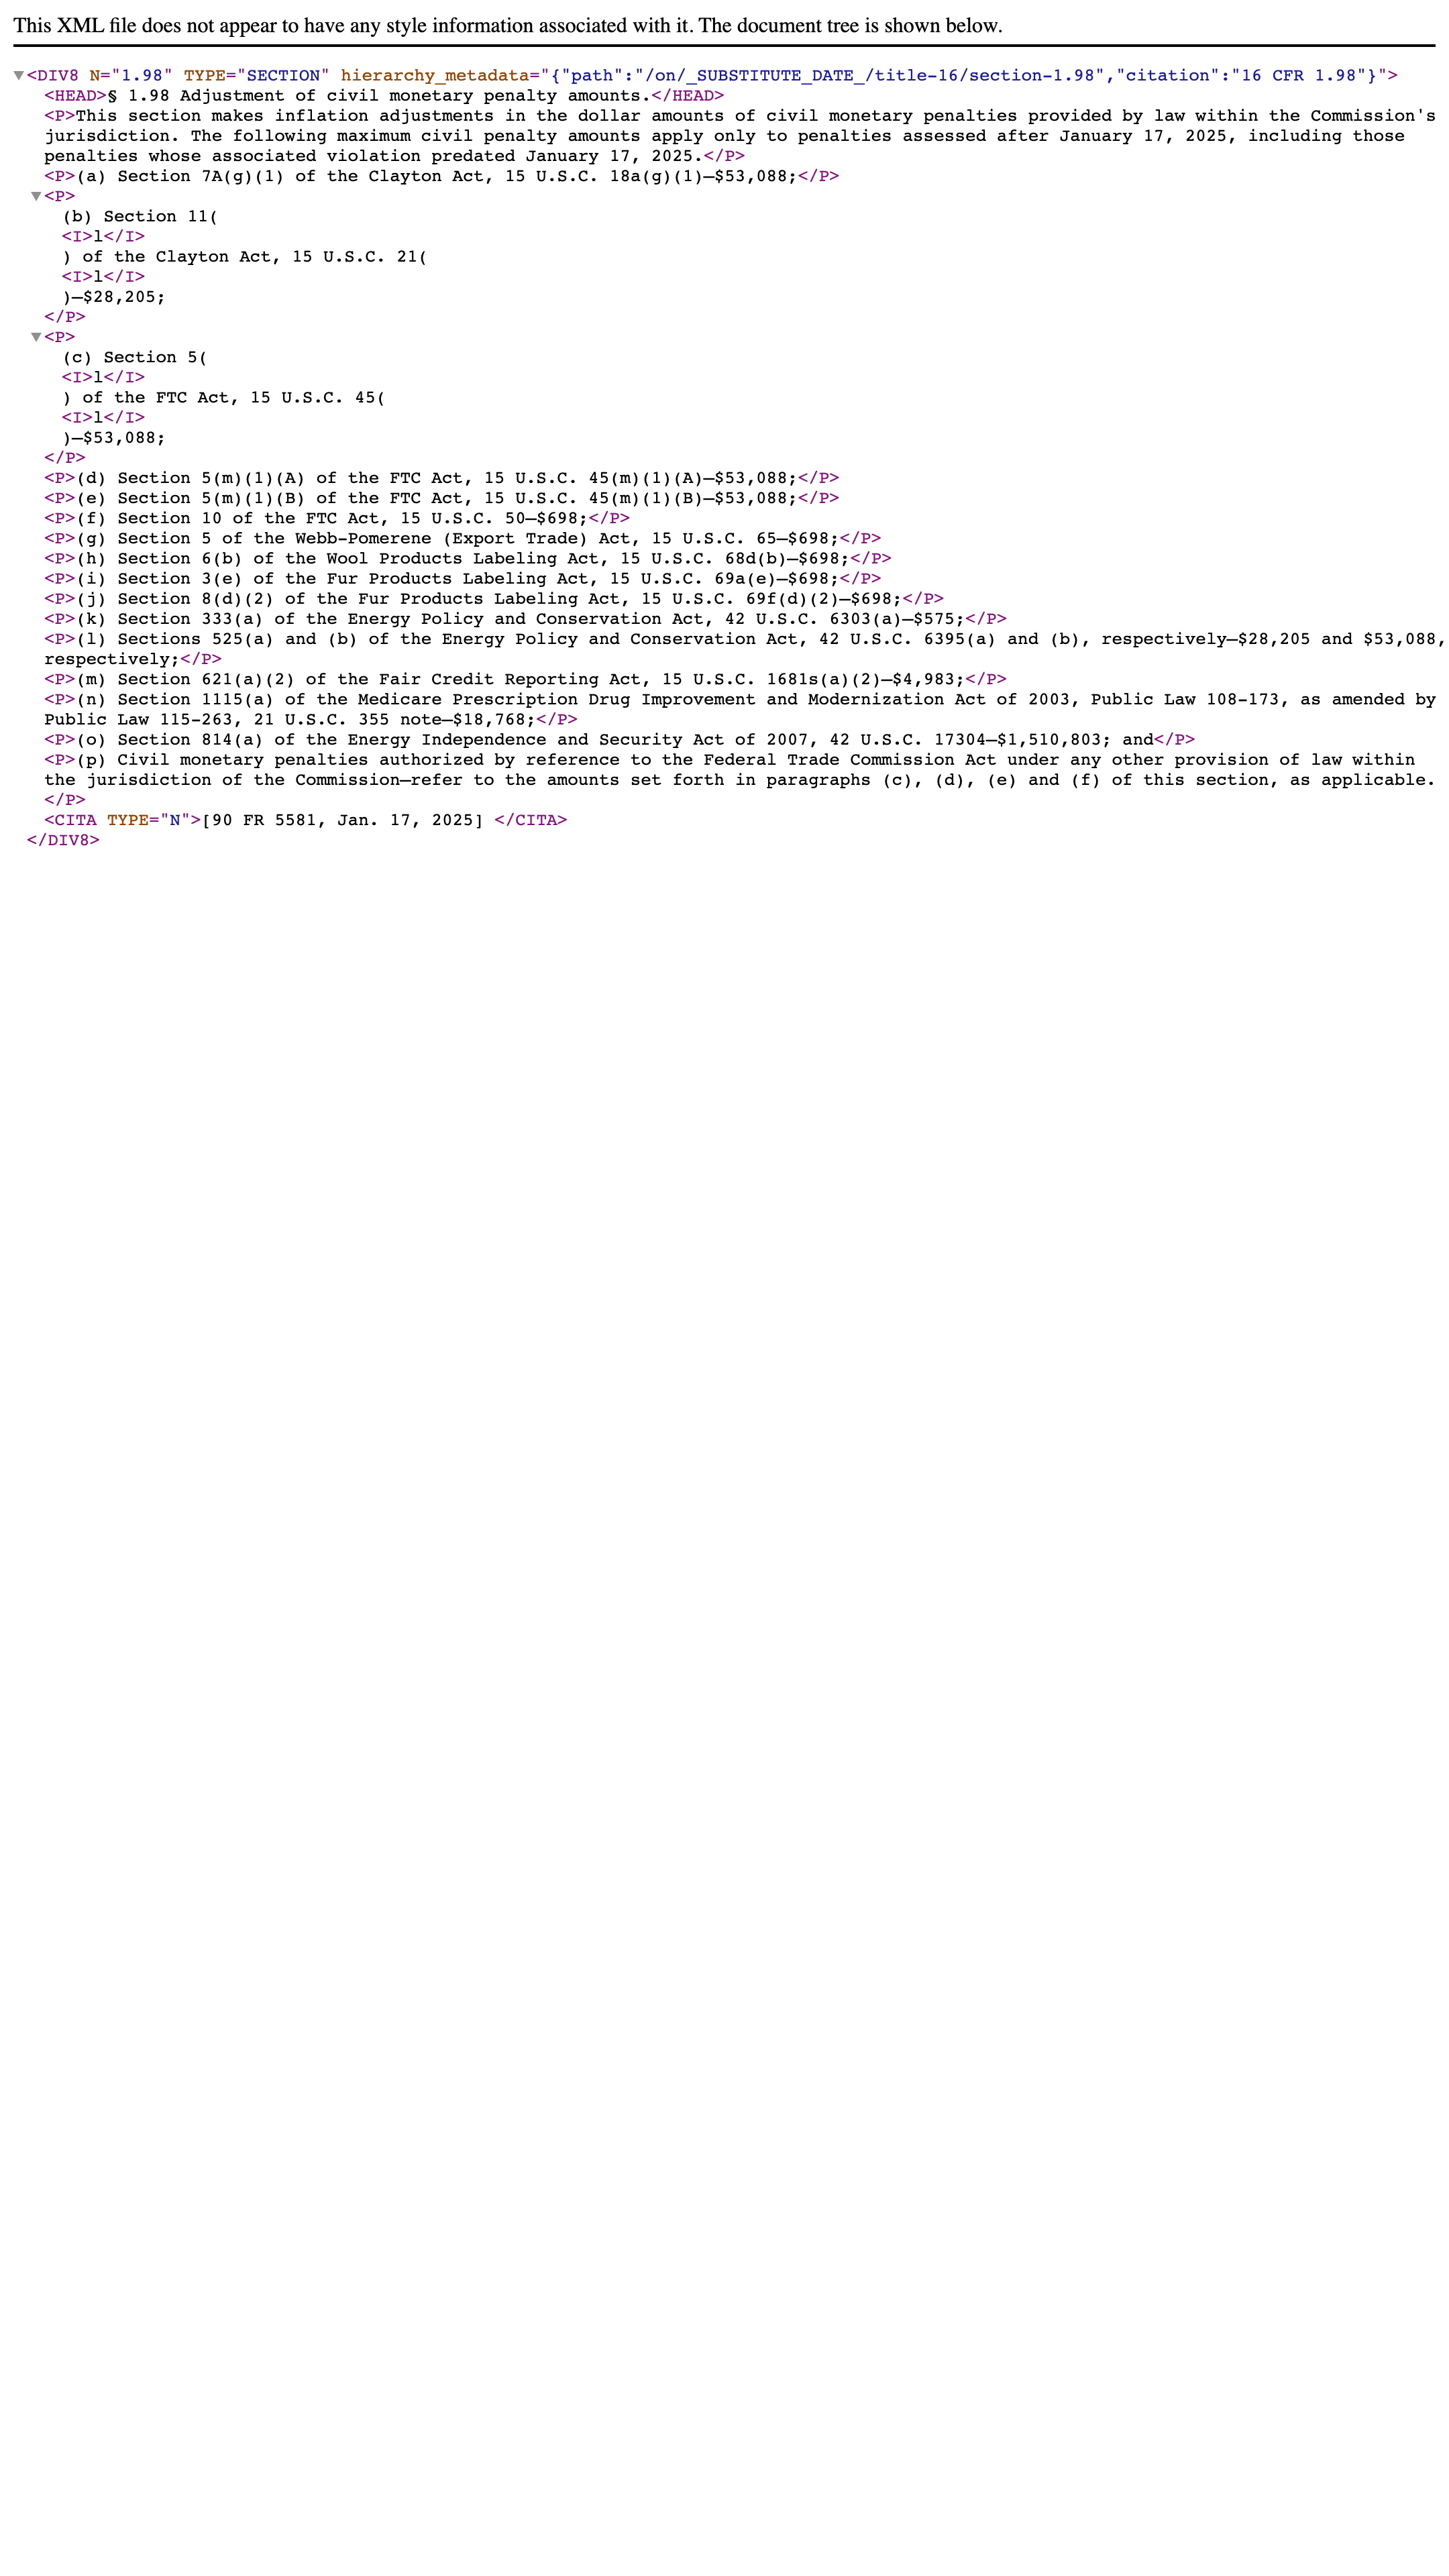 This XML file does not appear to have any style information associated with it. The document tree is shown below.
▼<DIV8 N="1.98" TYPE="SECTION" hierarchy_metadata="{"path":"/on/_SUBSTITUTE_DATE_/title-16/section-1.98","citation":"16 CFR 1.98"}">
<HEAD>§ 1.98 Adjustment of civil monetary penalty amounts.</HEAD>
<P>This section makes inflation adjustments in the dollar amounts of civil monetary penalties provided by law within the Commission's
jurisdiction. The following maximum civil penalty amounts apply only to penalties assessed after January 17, 2025, including those
penalties whose associated violation predated January 17, 2025.</P>
<P>(a) Section 7A(g)(1) of the Clayton Act, 15 U.S.C. 18a(g)(1)—$53,088;</P>
▼<P>
(b) Section 11(
<I>l</I>
) of the Clayton Act, 15 U.S.C. 21(
<I>l</I>
)—$28,205;
</P>
▼<P>
(c) Section 5(
<I>l</I>
) of the FTC Act, 15 U.S.C. 45(
<I>l</I>
)—$53,088;
</P>
<P>(d) Section 5(m)(1)(A) of the FTC Act, 15 U.S.C. 45(m)(1)(A)—$53,088;</P>
<P>(e) Section 5(m)(1)(B) of the FTC Act, 15 U.S.C. 45(m)(1)(B)—$53,088;</P>
<P>(f) Section 10 of the FTC Act, 15 U.S.C. 50—$698;</P>
<P>(g) Section 5 of the Webb-Pomerene (Export Trade) Act, 15 U.S.C. 65—$698;</P>
<P>(h) Section 6(b) of the Wool Products Labeling Act, 15 U.S.C. 68d(b)—$698;</P>
<P>(i) Section 3(e) of the Fur Products Labeling Act, 15 U.S.C. 69a(e)—$698;</P>
<P>(j) Section 8(d)(2) of the Fur Products Labeling Act, 15 U.S.C. 69f(d)(2)—$698;</P>
<P>(k) Section 333(a) of the Energy Policy and Conservation Act, 42 U.S.C. 6303(a)—$575;</P>
<P>(l) Sections 525(a) and (b) of the Energy Policy and Conservation Act, 42 U.S.C. 6395(a) and (b), respectively—$28,205 and $53,088,
respectively;</P>
<P>(m) Section 621(a)(2) of the Fair Credit Reporting Act, 15 U.S.C. 1681s(a)(2)—$4,983;</P>
<P>(n) Section 1115(a) of the Medicare Prescription Drug Improvement and Modernization Act of 2003, Public Law 108-173, as amended by
Public Law 115-263, 21 U.S.C. 355 note—$18,768;</P>
<P>(o) Section 814(a) of the Energy Independence and Security Act of 2007, 42 U.S.C. 17304—$1,510,803; and</P>
<P>(p) Civil monetary penalties authorized by reference to the Federal Trade Commission Act under any other provision of law within
the jurisdiction of the Commission—refer to the amounts set forth in paragraphs (c), (d), (e) and (f) of this section, as applicable.
</P>
<CITA TYPE="N">[90 FR 5581, Jan. 17, 2025] </CITA>
</DIV8>